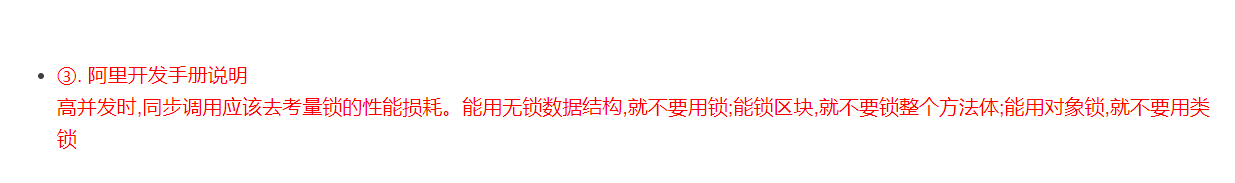 ③. 阿里开发手册说明
高并发时,同步调用应该去考量锁的性能损耗。能用无锁数据结构,就不要用锁;能锁区块,就不要锁整个方法体;能用对象锁,就不要用类
锁